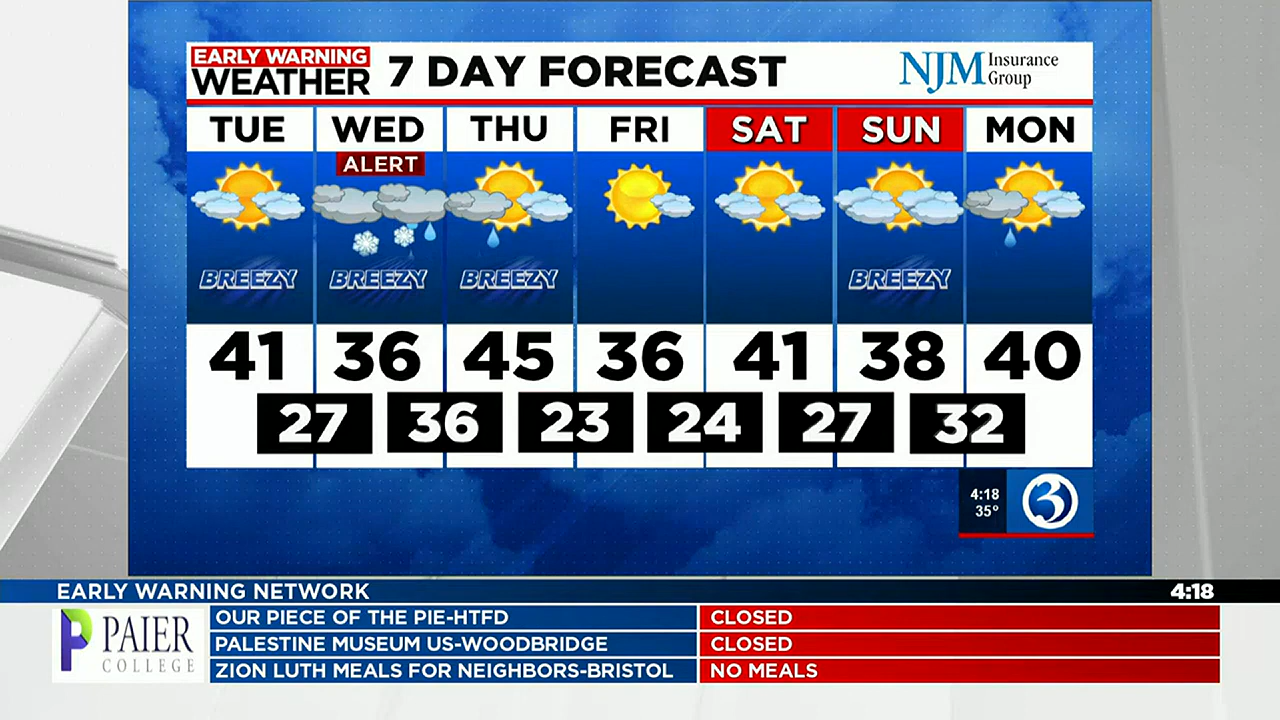 EARLY WARNING
WEATHER
7 DAY FORECAST
NJM Insurance
Group
TUE WED THU FRI SAT SUN MON
ALERT
BREEZY BREEZY BREEZY BREEZY
41 36 45 36 41 38 40
27 36 23 24 27 32
4:18
35°
3
EARLY WARNING NETWORK 4:18
PAIER
COLLEGE
OUR PIECE OF THE PIE-HTFD CLOSED
PALESTINE MUSEUM US-WOODBRIDGE CLOSED
ZION LUTH MEALS FOR NEIGHBORS-BRISTOL NO MEALS